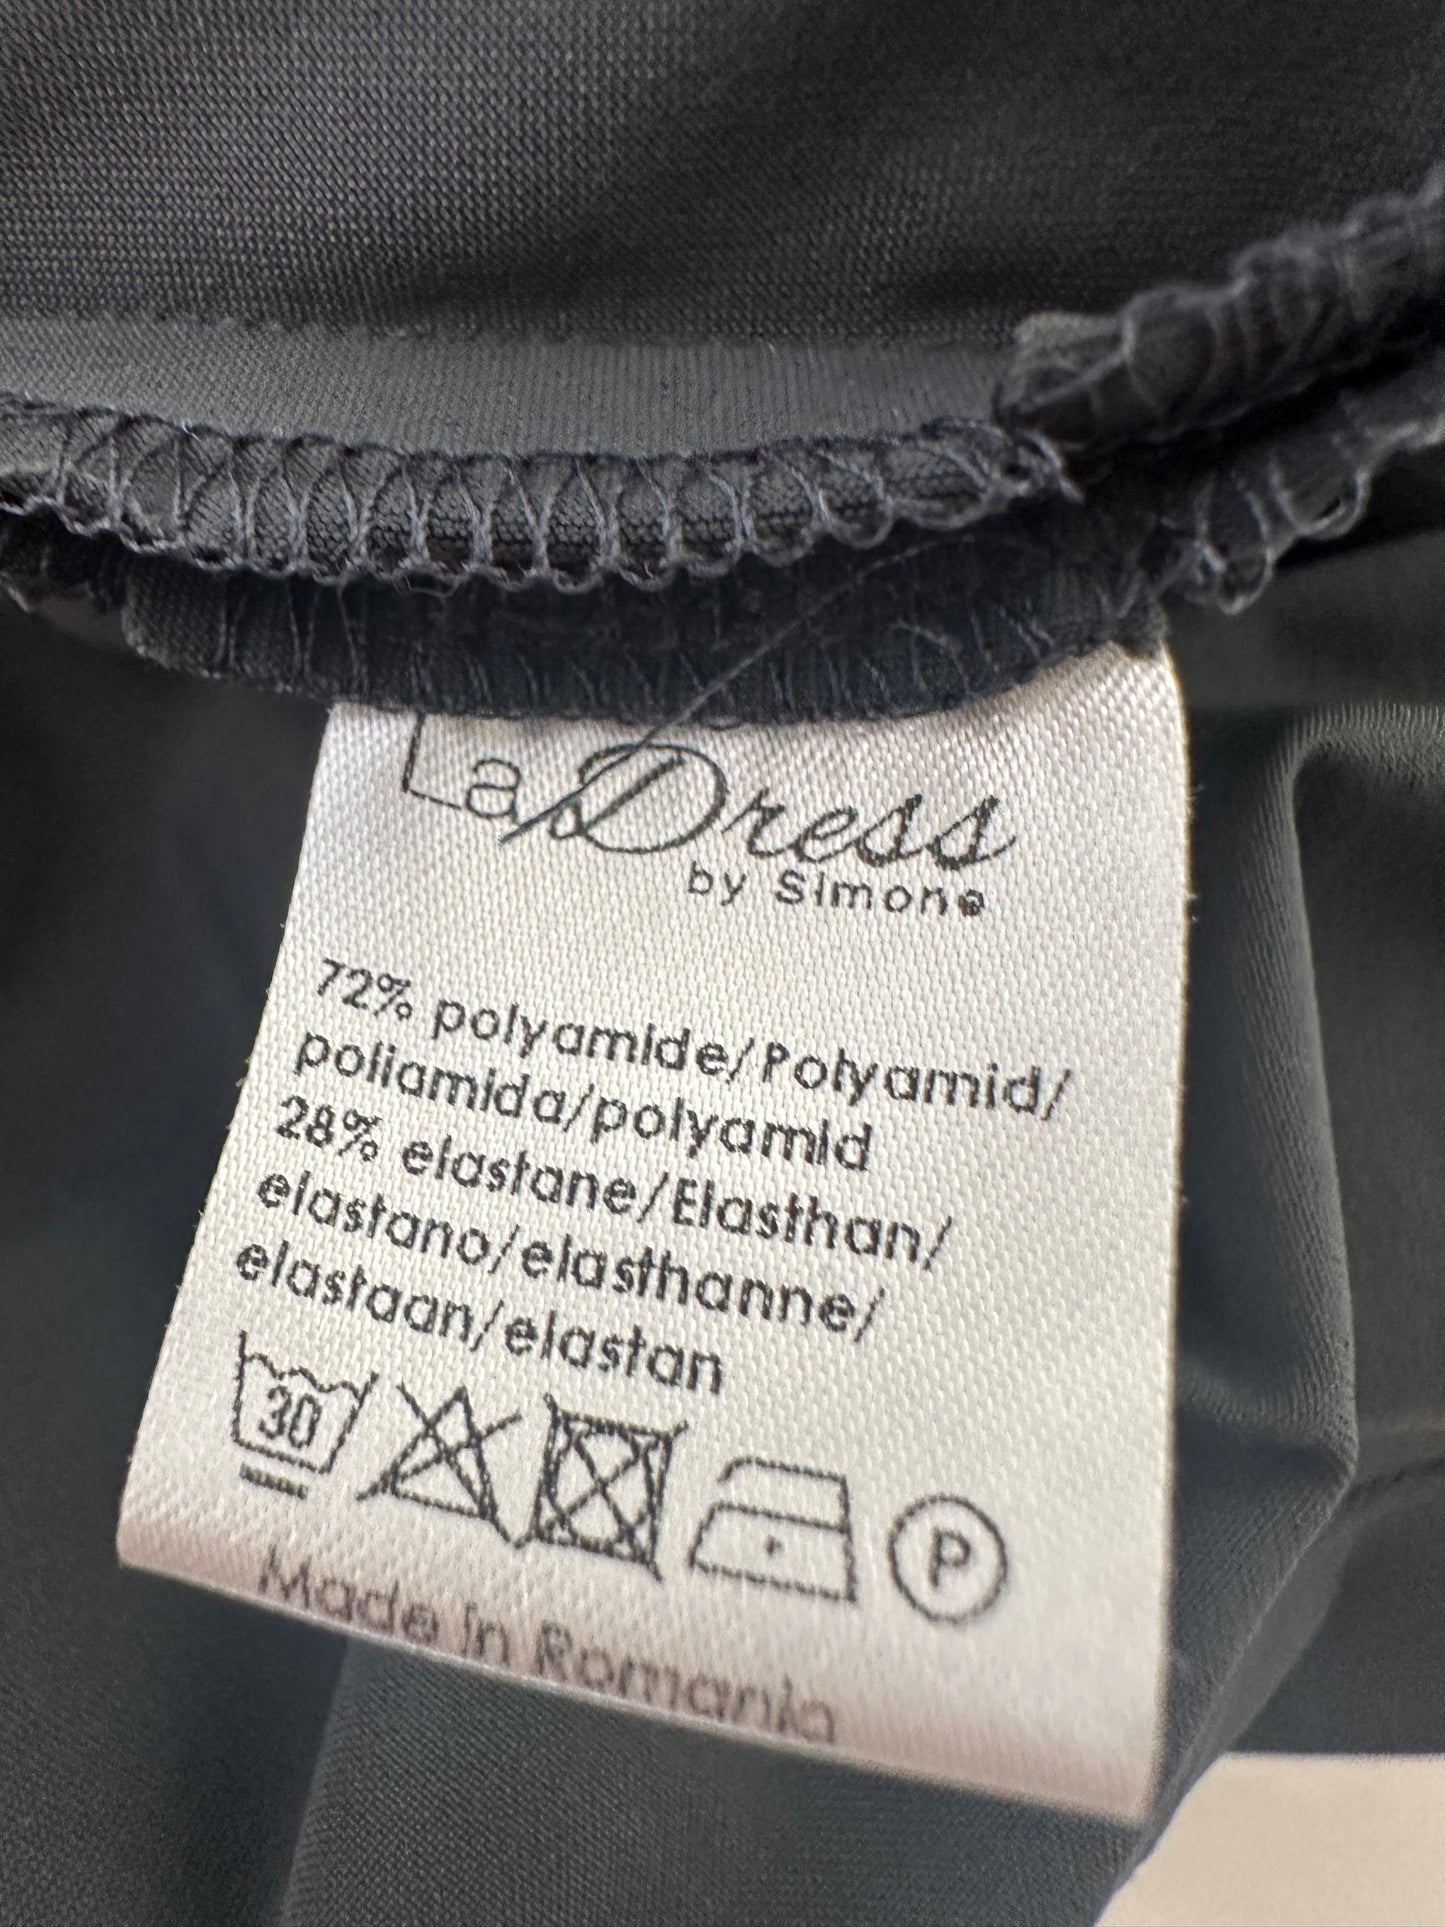 La Dress
by Simone
72% polyamide/Polyamid/
poliamida/polyamid
28% elastane/Elasthan/
elastano/elasthanne/
elastaan/elastan
30
P
Made in Romania